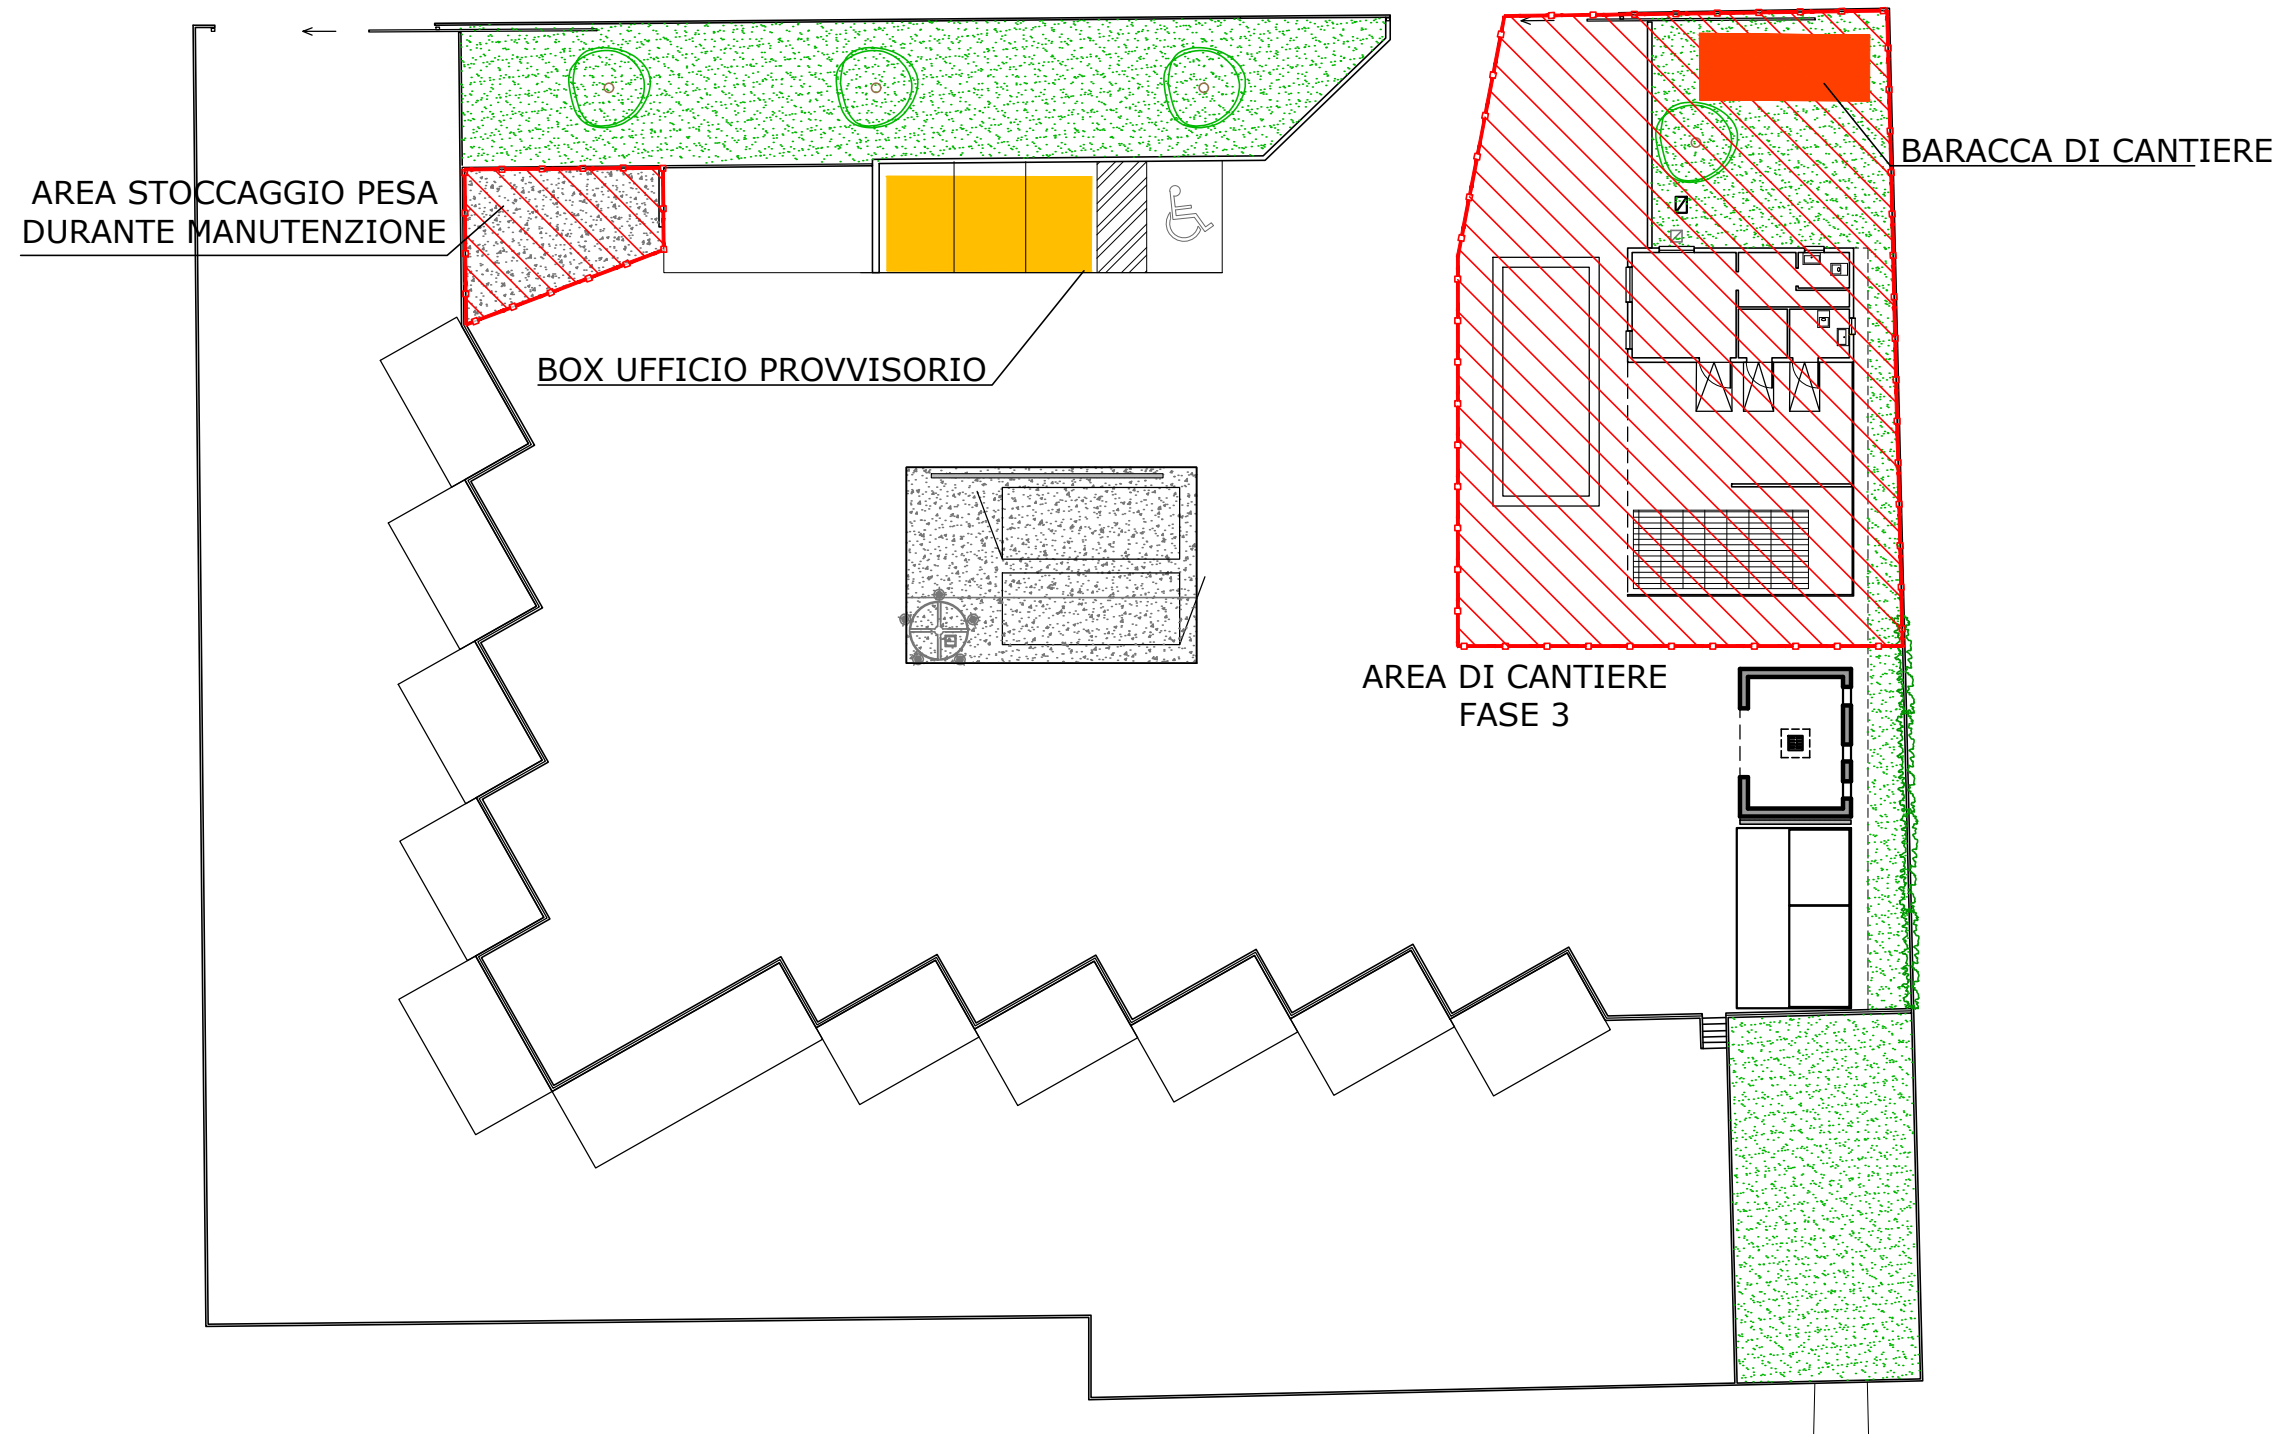 BARACCA DI CANTIERE
AREA STOCCAGGIO PESA
DURANTE MANUTENZIONE
BOX UFFICIO PROVVISORIO
AREA DI CANTIERE
FASE 3